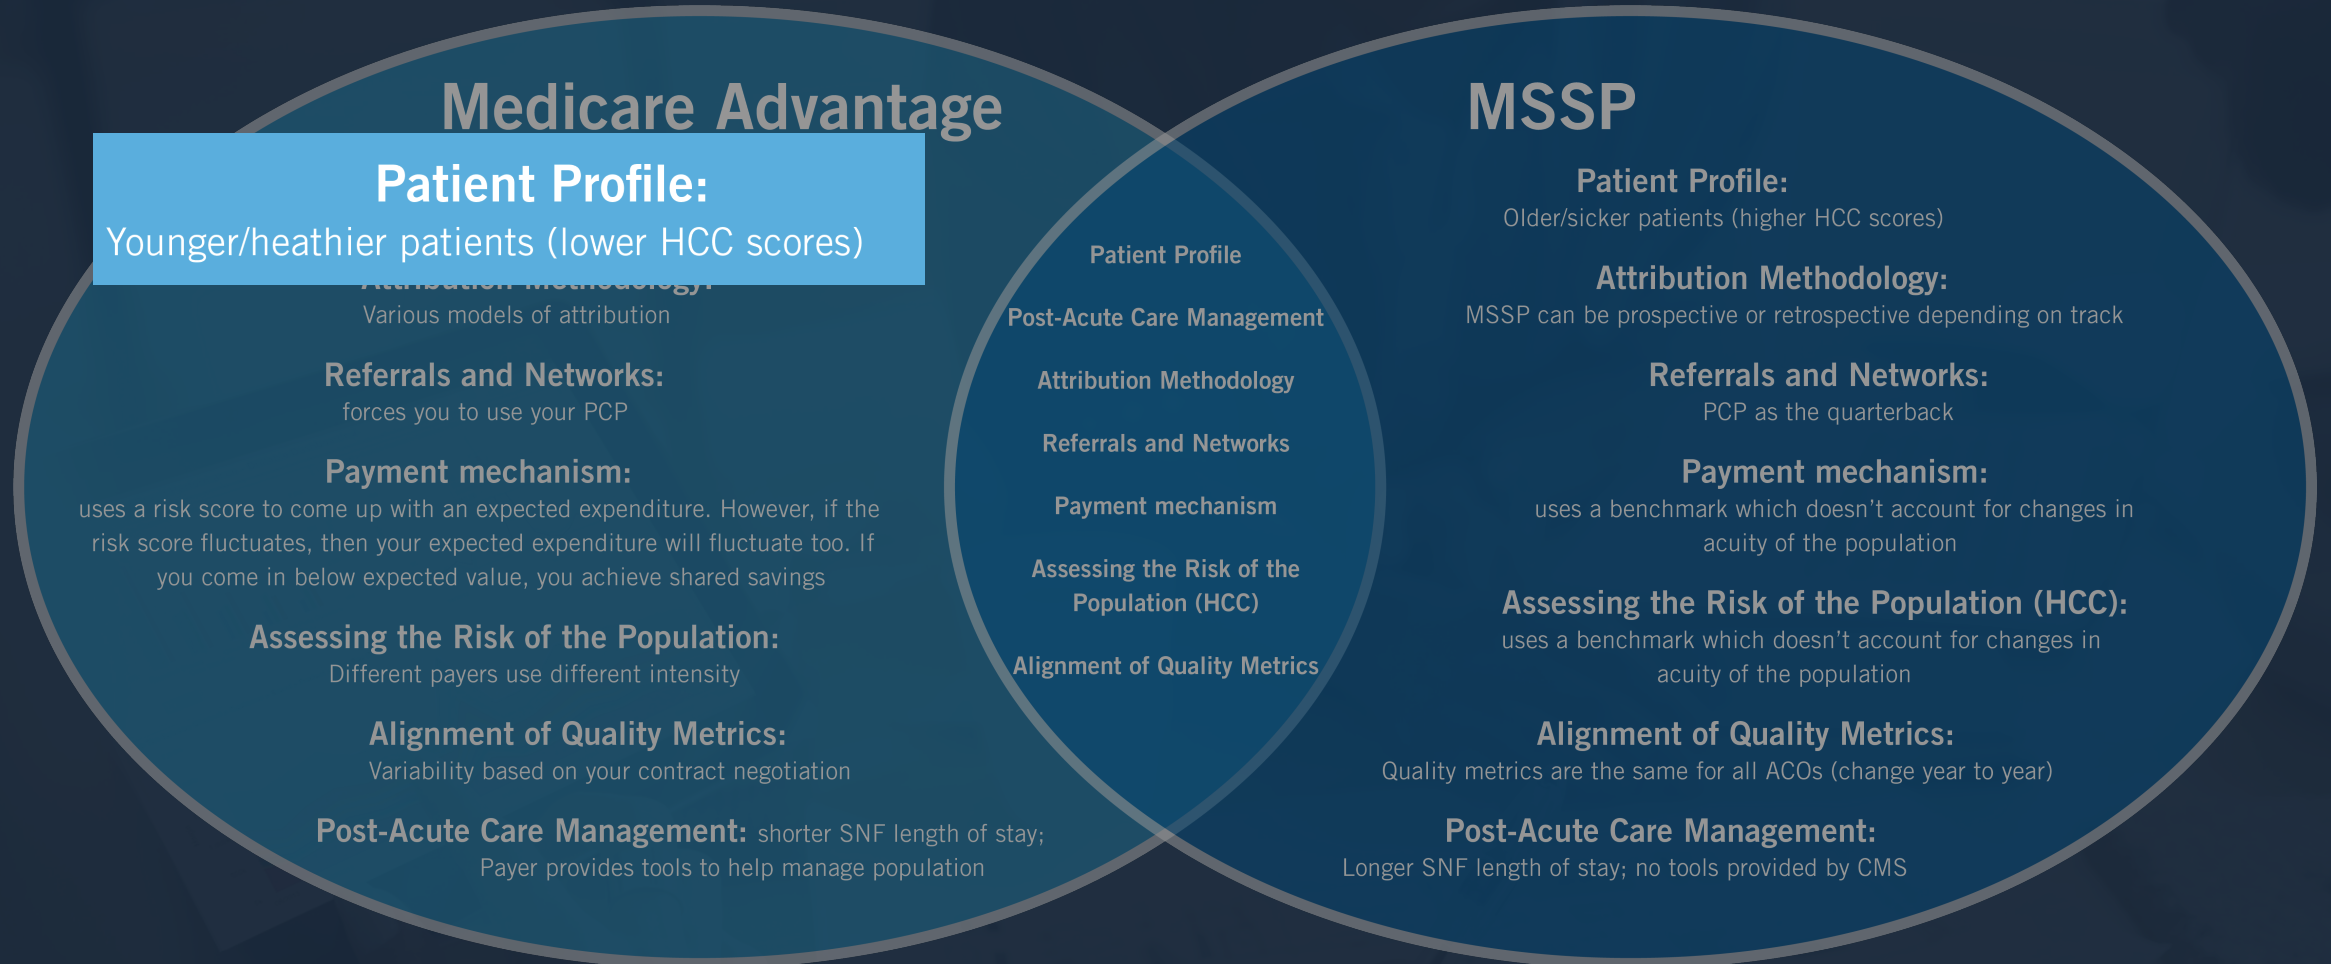 Medicare Advantage
Patient Profile:
Younger/heathier patients (lower HCC scores)
Attribution Methodology:
Various models of attribution
Referrals and Networks:
forces you to use your PCP
Payment mechanism:
uses a risk score to come up with an expected expenditure. However, if the
risk score fluctuates, then your expected expenditure will fluctuate too. If
you come in below expected value, you achieve shared savings
Assessing the Risk of the Population:
Different payers use different intensity
Alignment of Quality Metrics:
Variability based on your contract negotiation
Post-Acute Care Management: shorter SNF length of stay;
Payer provides tools to help manage population
Patient Profile
Post-Acute Care Management
Attribution Methodology
Referrals and Networks
Payment mechanism
Assessing the Risk of the
Population (HCC)
Alignment of Quality Metrics
MSSP
Patient Profile:
Older/sicker patients (higher HCC scores)
Attribution Methodology:
MSSP can be prospective or retrospective depending on track
Referrals and Networks:
PCP as the quarterback
Payment mechanism:
uses a benchmark which doesn't account for changes in
acuity of the population
Assessing the Risk of the Population (HCC):
uses a benchmark which doesn't account for changes in
acuity of the population
Alignment of Quality Metrics:
Quality metrics are the same for all ACOs (change year to year)
Post-Acute Care Management:
Longer SNF length of stay; no tools provided by CMS